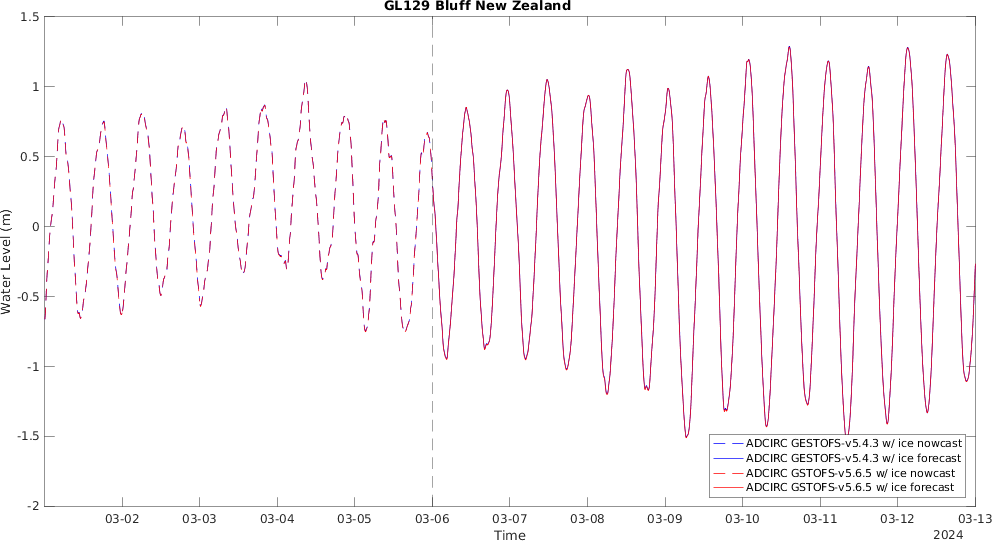 GL129 Bluff New Zealand
Water Level (m)
1.5
1
0.5
0
-0.5
-1
-1.5
-2
ADCIRC GESTOFS-v5.4.3 w/ ice nowcast
ADCIRC GESTOFS-v5.4.3 w/ ice forecast
ADCIRC GSTOFS-v5.6.5 w/ ice nowcast
ADCIRC GSTOFS-v5.6.5 w/ ice forecast
03-02 03-03 03-04 03-05 03-06 03-07 03-08 03-09 03-10 03-11 03-12 03-13
Time
2024